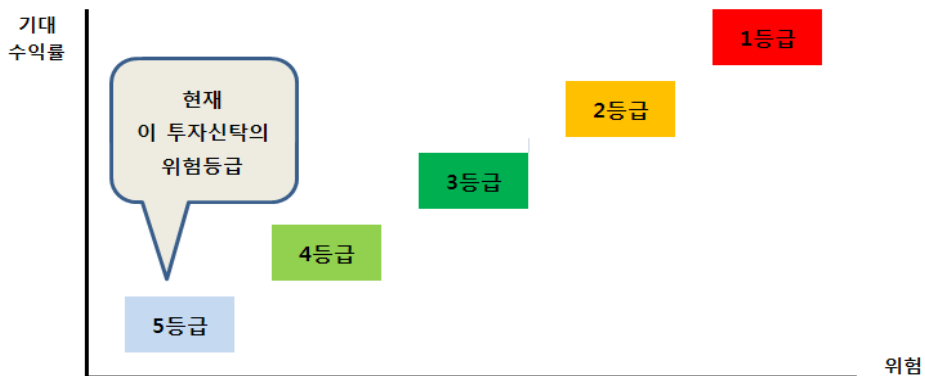 기대
수익률
1등급
현재
이 투자신탁의
위험등급
2등급
3등급
4등급
5등급
위험